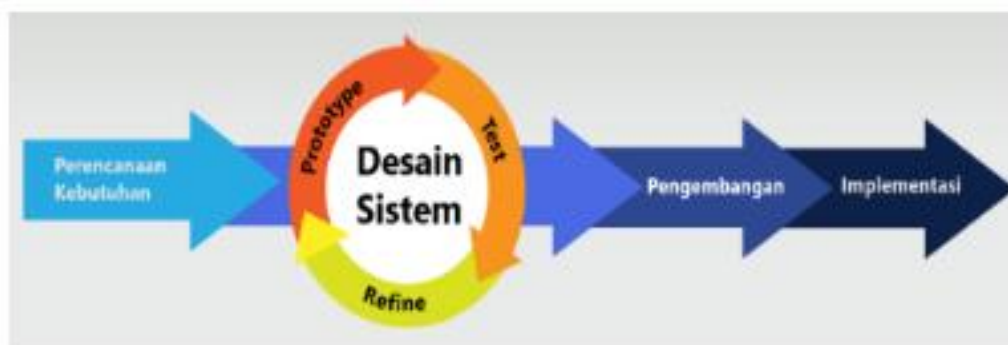 Perencanaan
Kebutuhan
Prototype
Test
Refine
Desain
Sistem
Pengembangan
Implementasi